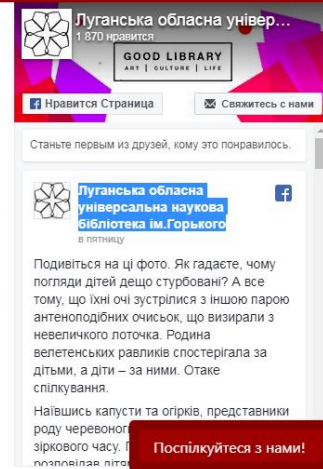 Луганська обласна універ...
1 870 нравится
GOOD LIBRARY
ART | CULTURE | LIFE
Нравится Страница
Свяжитесь с нами
Станьте первым из друзей, кому это понравилось.
Луганська обласна
універсальна наукова
бібліотека ім.Горького
в пятницу
Подивіться на ці фото. Як гадаєте, чому
погляди дітей дещо стурбовані? А все
тому, що їхні очі зустрілися з іншою парою
антеноподібних очисьок, що визирали з
невеличкого лоточка. Родина
велетенських равликів спостерігала за
дітьми, а діти – за ними. Отаке
спілкування.
Наївшись капусти та огірків, представники
роду червоног
зіркового часу.
розповідав дітя
Поспілкуйтеся з нами!